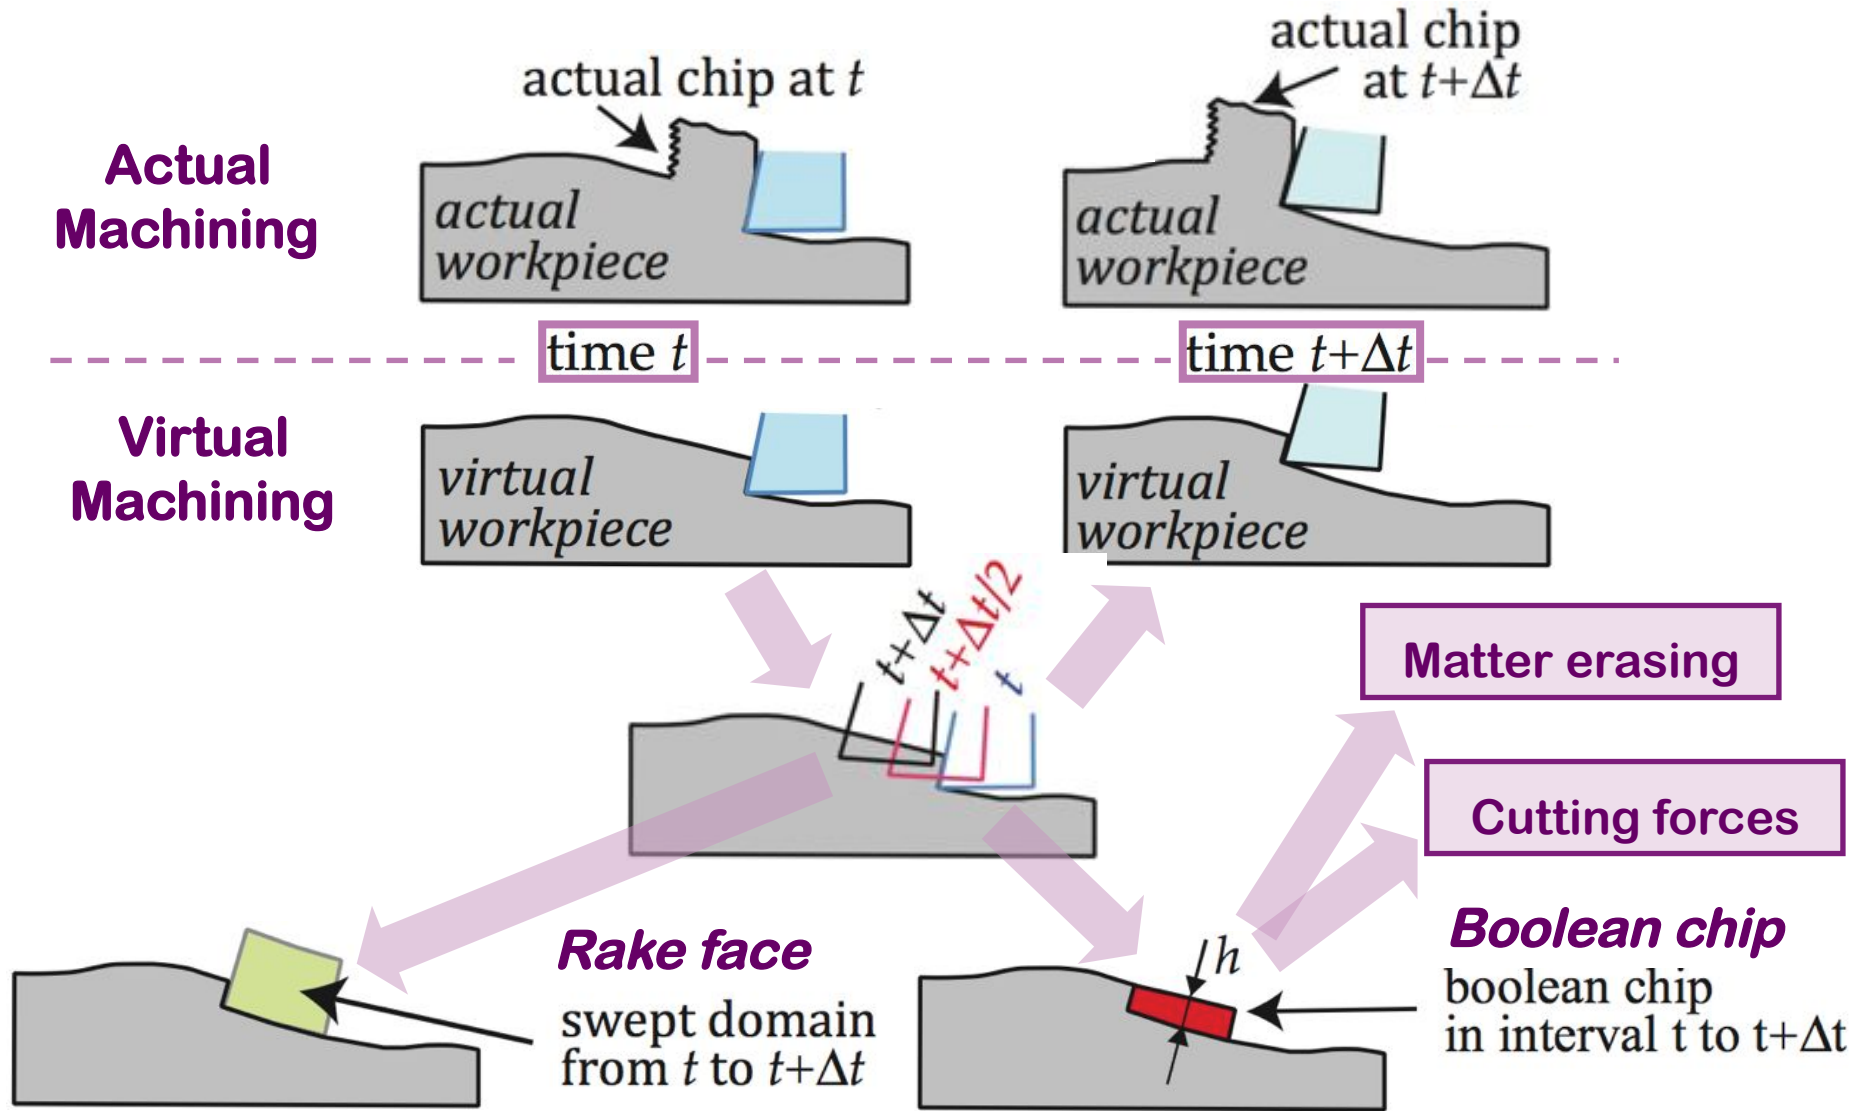 actual chip at t
actual chip
at t+Δt
Actual
Machining
actual
workpiece
actual
workpiece
time t
time t+Δt
Virtual
Machining
virtual
workpiece
virtual
workpiece
t+Δt
t+Δt/2
t
Matter erasing
Cutting forces
Rake face
swept domain
from t to t+Δt
h
Boolean chip
boolean chip
in interval t to t+Δt